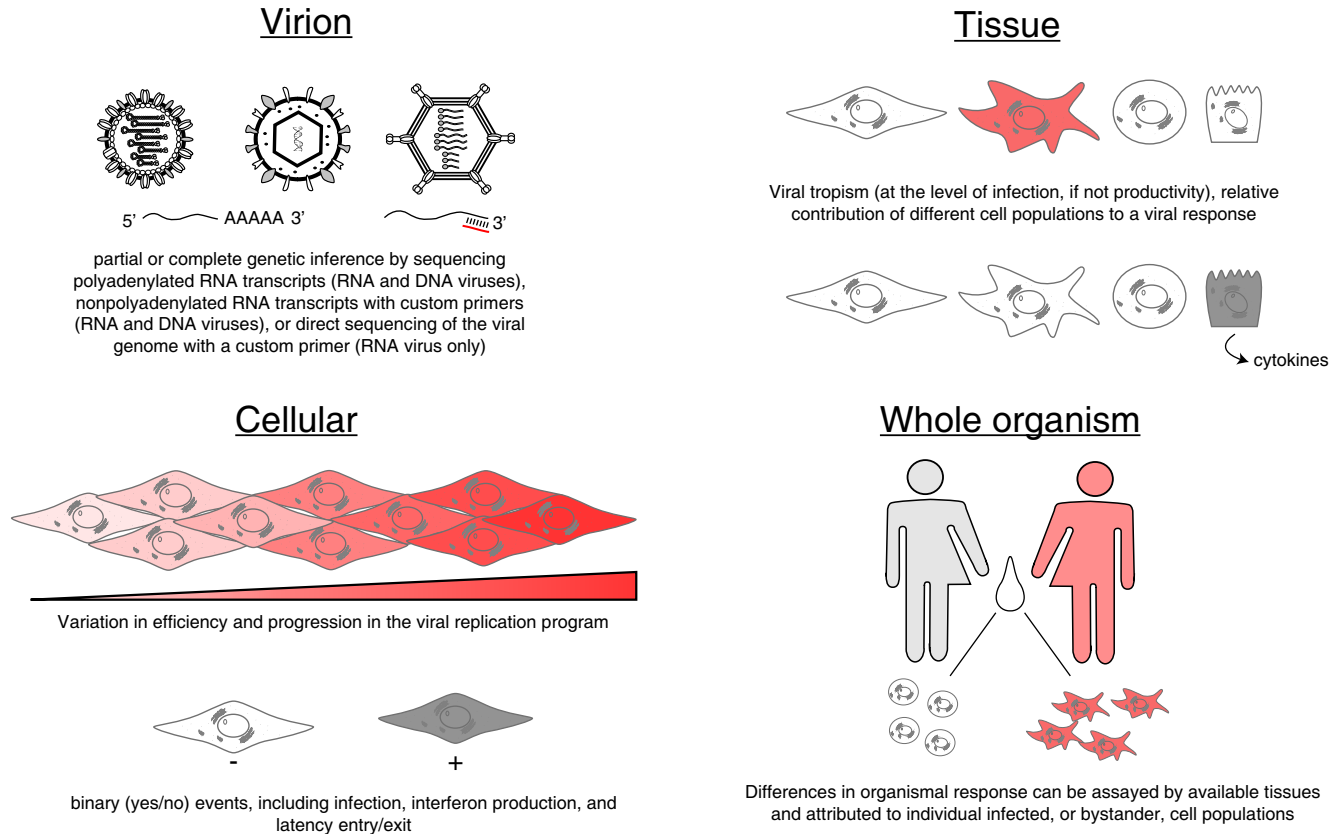 Virion
5’ AAAAA 3’
3’
partial or complete genetic inference by sequencing
polyadenylated RNA transcripts (RNA and DNA viruses),
nonpolyadenylated RNA transcripts with custom primers
(RNA and DNA viruses), or direct sequencing of the viral
genome with a custom primer (RNA virus only)
Tissue
Viral tropism (at the level of infection, if not productivity), relative
contribution of different cell populations to a viral response
cytokines
Cellular
Variation in efficiency and progression in the viral replication program
- +
binary (yes/no) events, including infection, interferon production, and
latency entry/exit
Whole organism
Differences in organismal response can be assayed by available tissues
and attributed to individual infected, or bystander, cell populations